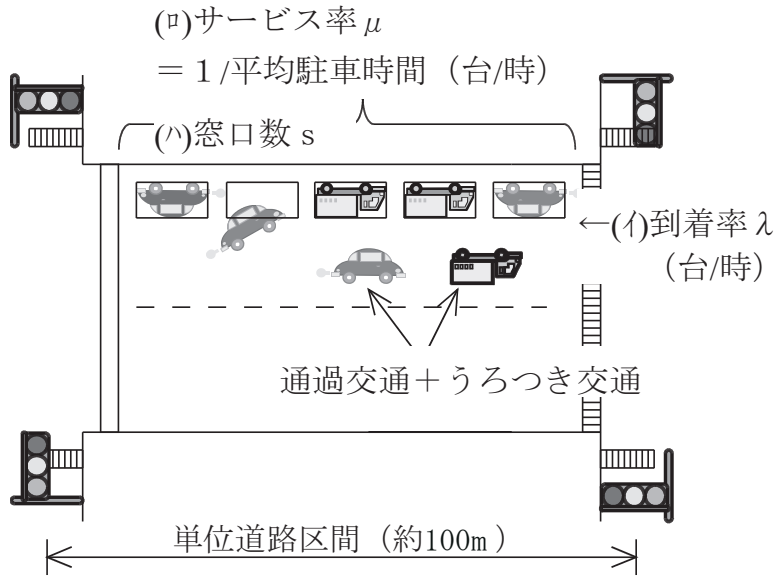 (ロ)サービス率μ
＝１/平均駐車時間（台/時）
(ハ)窓口数 s
←(イ)到着率λ
（台/時）
通過交通＋うろつき交通
単位道路区間（約100m）